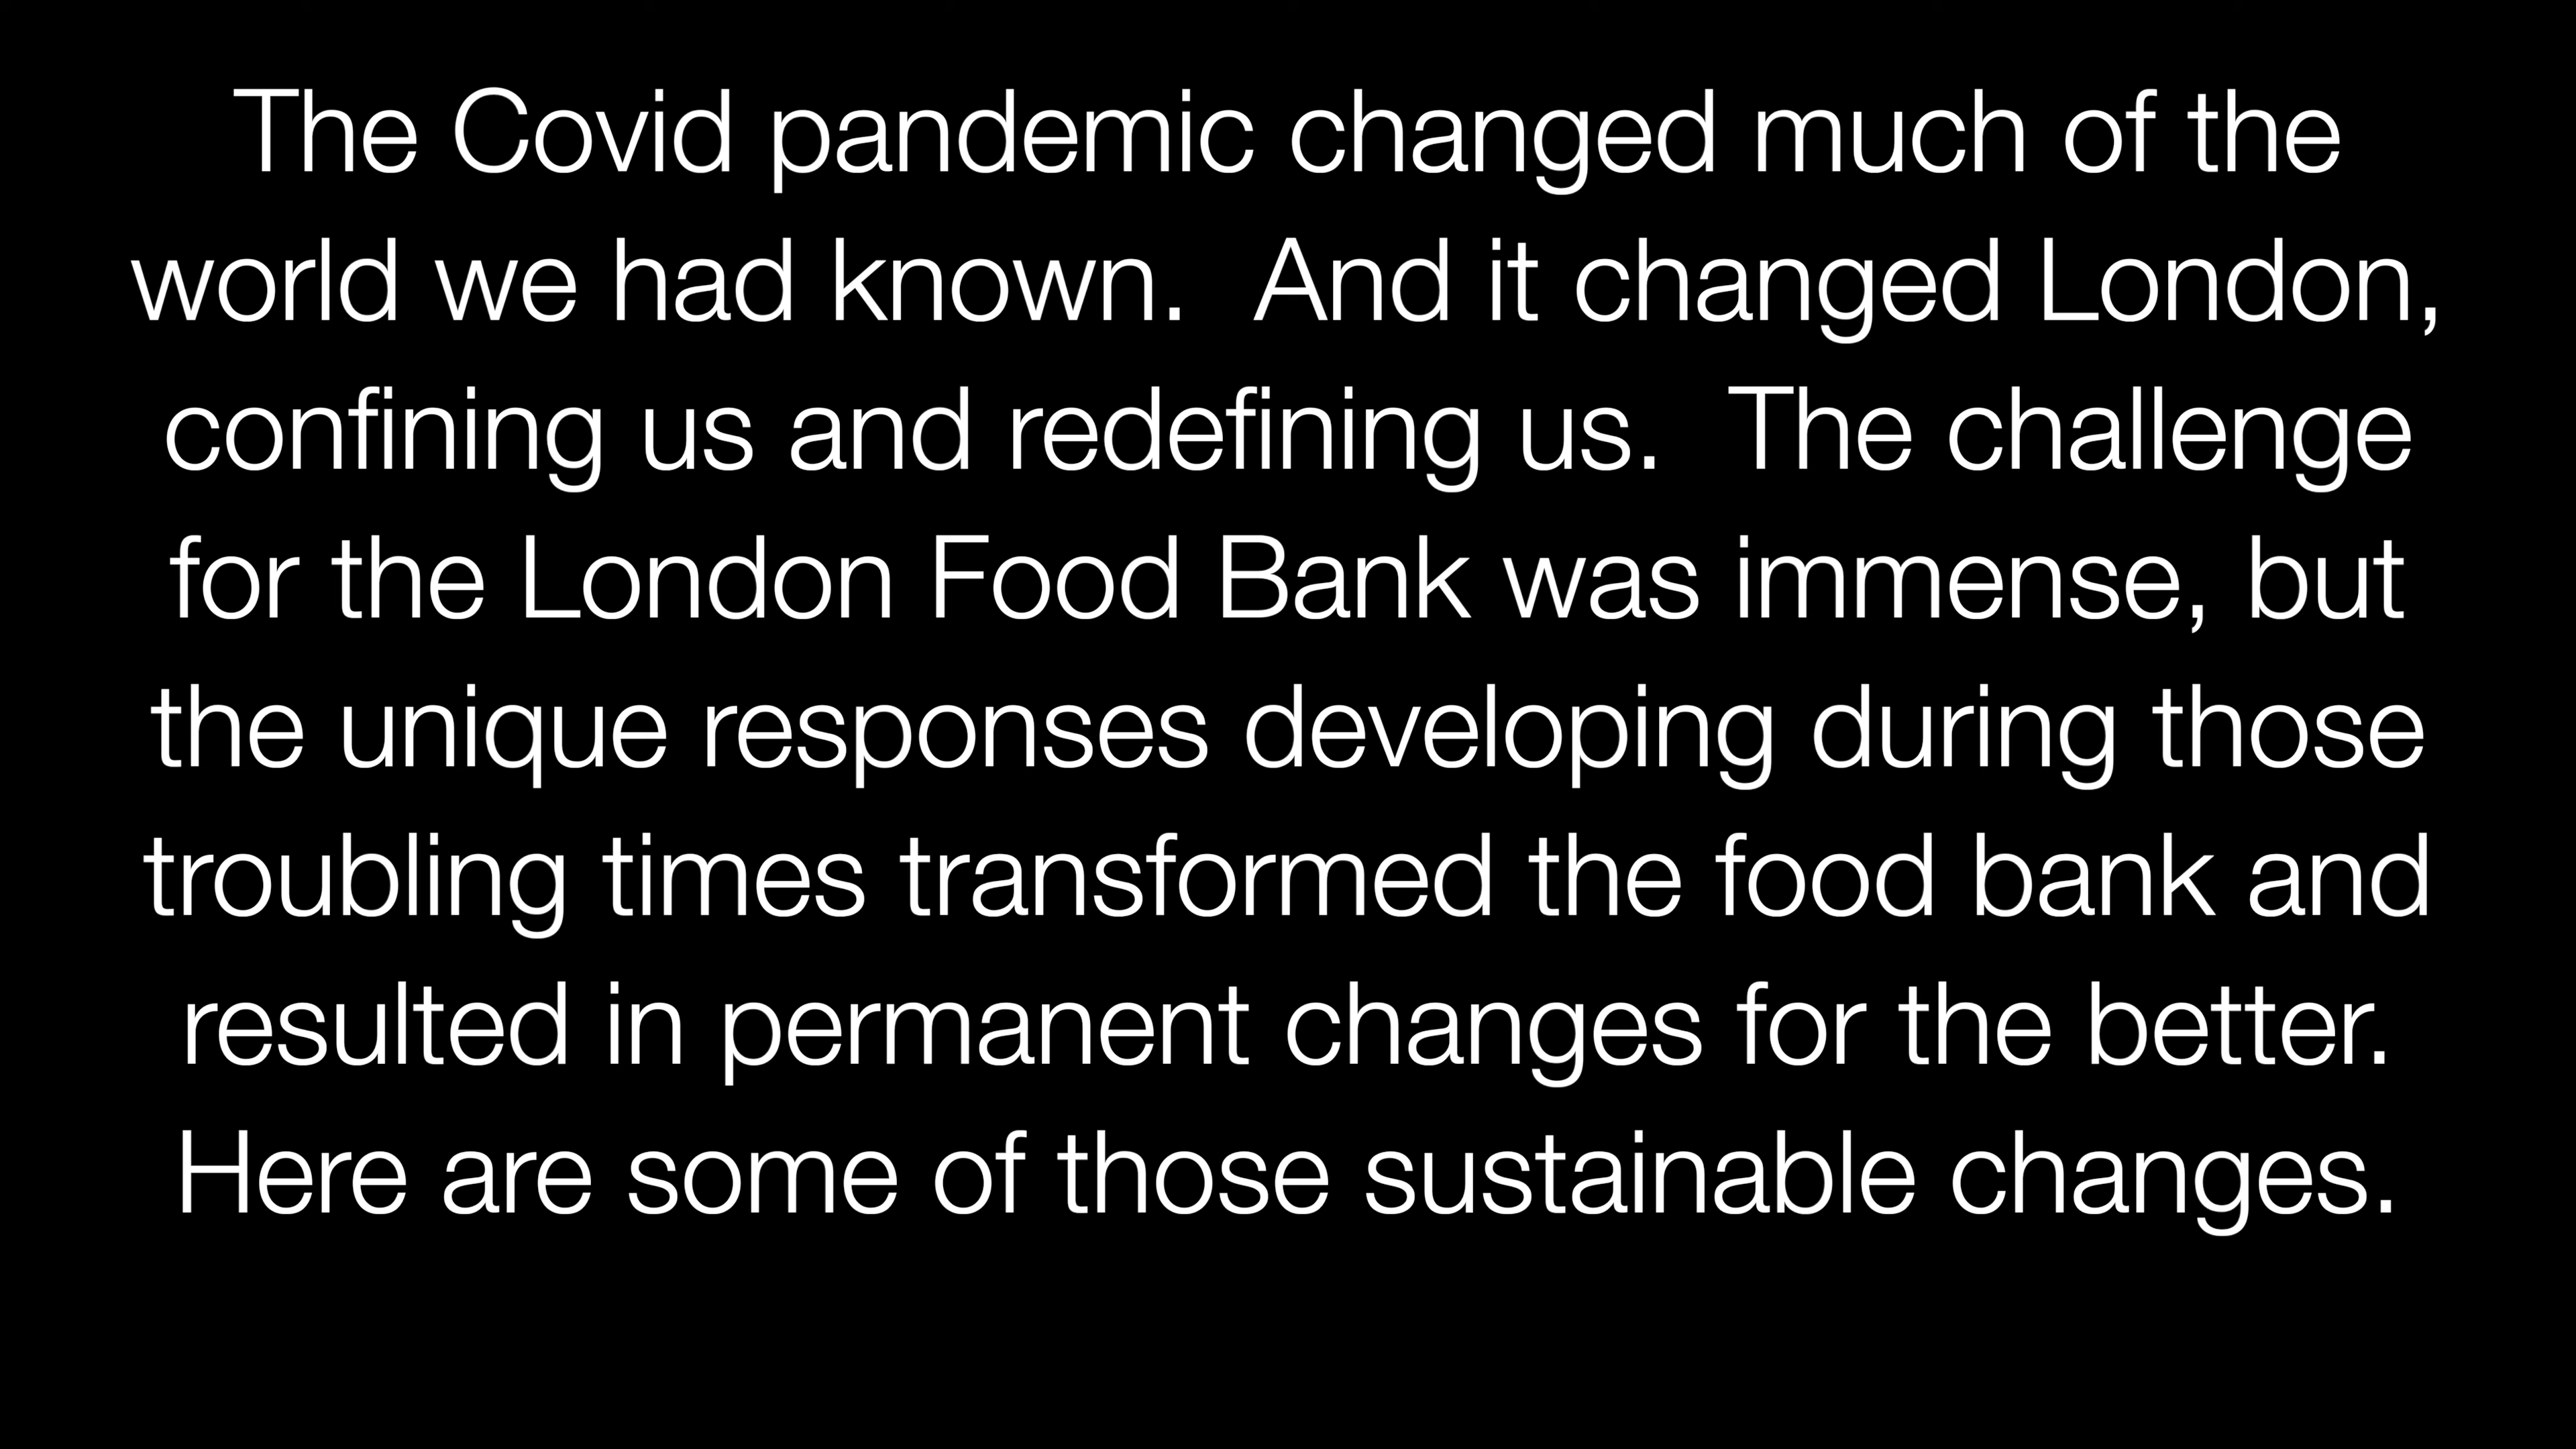 The Covid pandemic changed much of the
world we had known.  And it changed London,
confining us and redefining us.  The challenge
for the London Food Bank was immense, but
the unique responses developing during those
troubling times transformed the food bank and
resulted in permanent changes for the better.
Here are some of those sustainable changes.